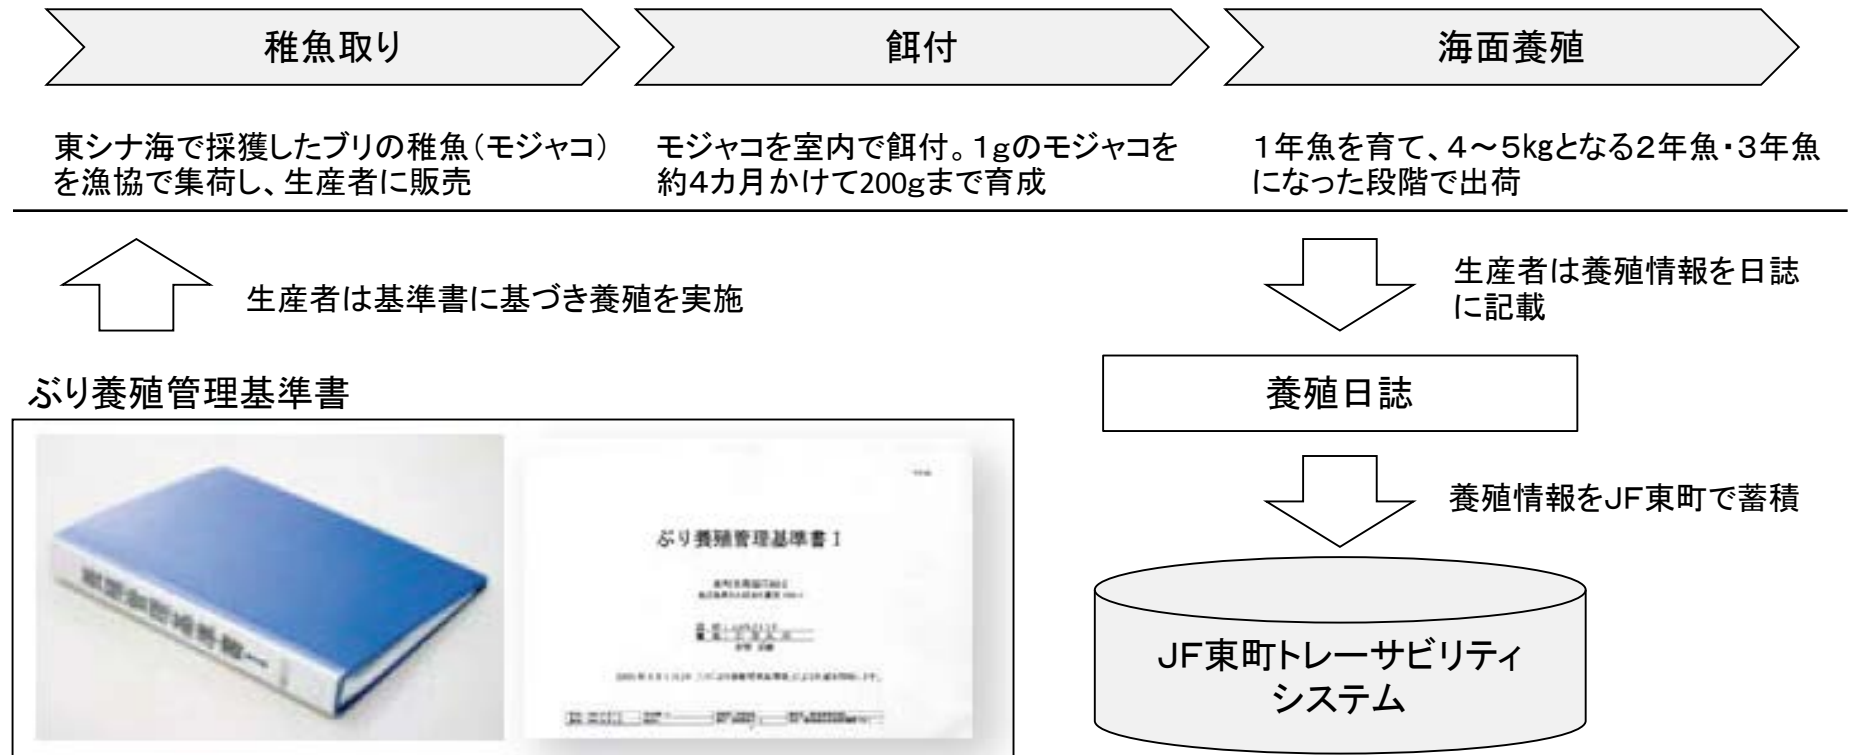 稚魚取り
餌付
海面養殖
東シナ海で採獲したブリの稚魚（モジャコ）
を漁協で集荷し、生産者に販売
モジャコを室内で餌付。１gのモジャコを
約４カ月かけて200gまで育成
１年魚を育て、４～５kgとなる２年魚・３年魚
になった段階で出荷
生産者は基準書に基づき養殖を実施
生産者は養殖情報を日誌
に記載
ぶり養殖管理基準書
養殖日誌
養殖情報をJF東町で蓄積
ぶり養殖管理基準書 I
JF東町トレーサビリティ
システム